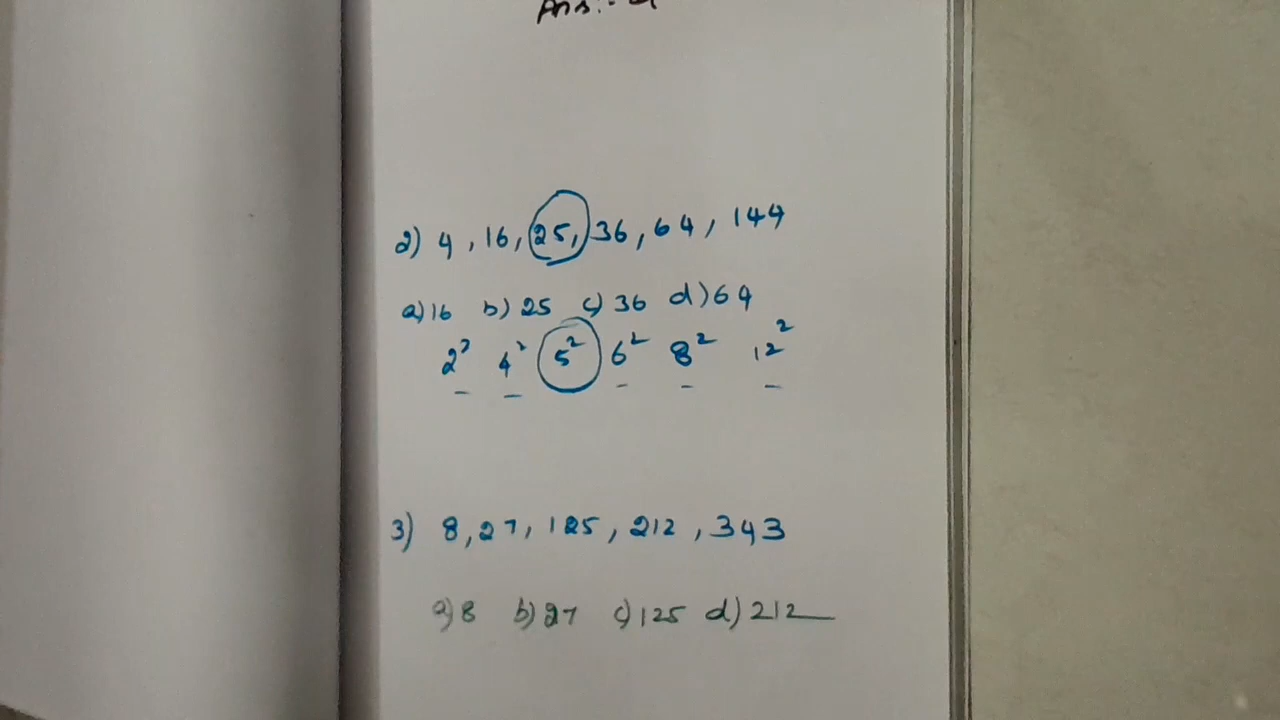 Ans:-
2) 4, 16, 25, 36, 64, 144
a) 16 b) 25 c) 36 d) 64
2² 4² 5² 6² 8² 12²
3) 8, 27, 125, 212, 343
a) 8 b) 27 c) 125 d) 212